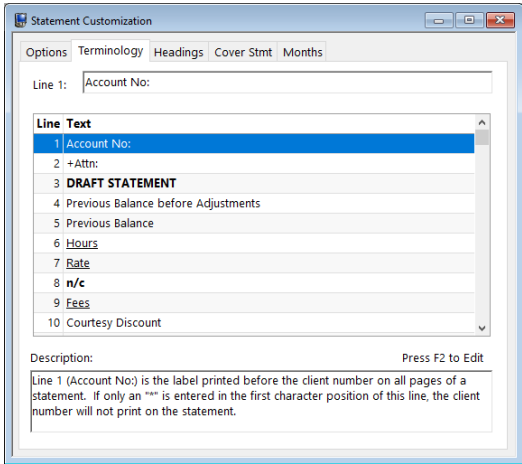 Statement Customization
Options Terminology Headings Cover Stmt Months
Line 1: Account No:
Line Text
1 Account No:
2 +Attn:
3 DRAFT STATEMENT
4 Previous Balance before Adjustments
5 Previous Balance
6 Hours
7 Rate
8 n/c
9 Fees
10 Courtesy Discount
Description: Press F2 to Edit
Line 1 (Account No:) is the label printed before the client number on all pages of a
statement.  If only an "*" is entered in the first character position of this line, the client
number will not print on the statement.